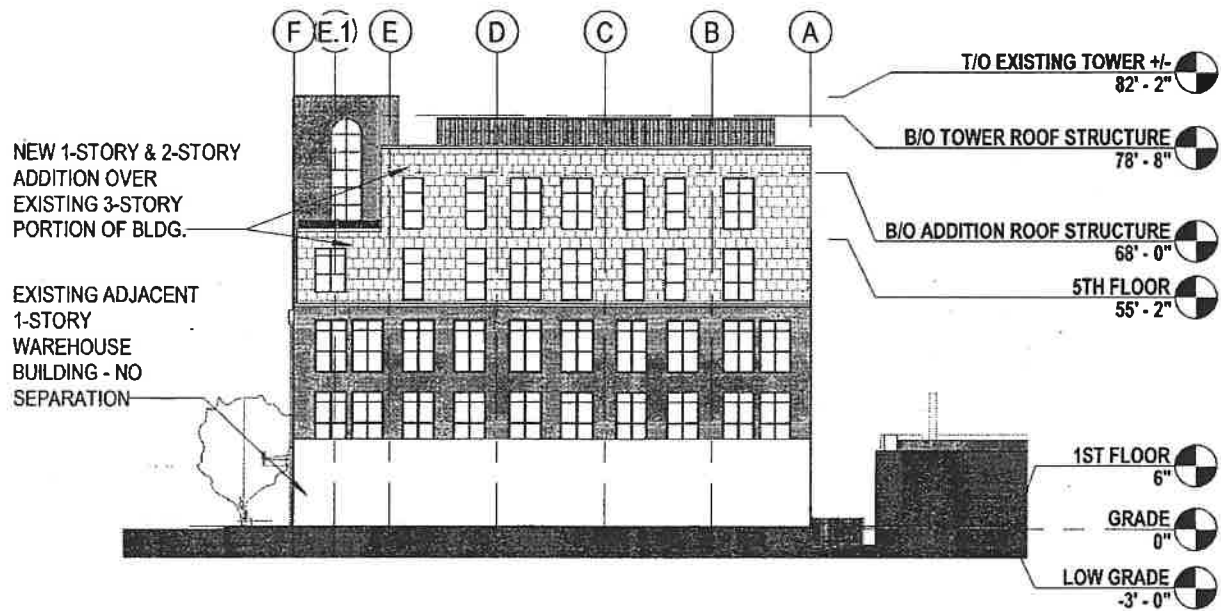 F
E.1
E
D
C
B
A
T/O EXISTING TOWER +/-
82' - 2"
B/O TOWER ROOF STRUCTURE
78' - 8"
NEW 1-STORY & 2-STORY
ADDITION OVER
EXISTING 3-STORY
PORTION OF BLDG.
B/O ADDITION ROOF STRUCTURE
68' - 0"
5TH FLOOR
55' - 2"
EXISTING ADJACENT
1-STORY
WAREHOUSE
BUILDING - NO
SEPARATION
1ST FLOOR
6"
GRADE
0"
LOW GRADE
-3' - 0"